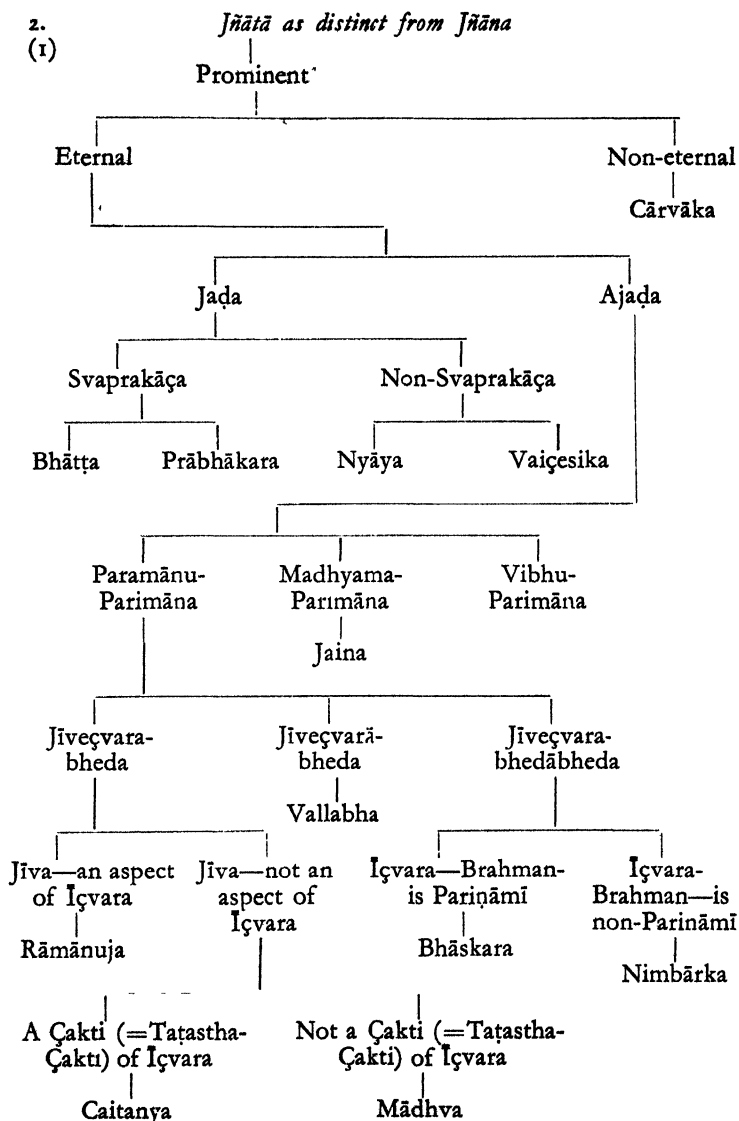 2.
Jñātā as distinct from Jñāna
(1)
Prominent
Eternal
Non-eternal
Cārvāka
Jaḍa
Ajaḍa
Svaprakāça
Non-Svaprakāça
Bhātṭa
Prābhākara
Nyāya
Vaiçesika
Paramānu-
Parimāna
Madhyama-
Parimāna
Vibhu-
Parimāna
Jaina
Jīveçvara-
bheda
Jīveçvarā-
bheda
Jīveçvara-
bhedābheda
Vallabha
Jīva—an aspect
of Īçvara
Jīva—not an
aspect of
Īçvara
Īçvara—Brahman-
is Pariṇāmī
Īçvara-
Brahman—is
non-Parināmī
Rāmānuja
Bhāskara
Nimbārka
A Çakti (=Taṭastha-
Çakti) of Īçvara
Not a Çakti (=Taṭastha-
Çakti) of Īçvara
Caitanya
Mādhva